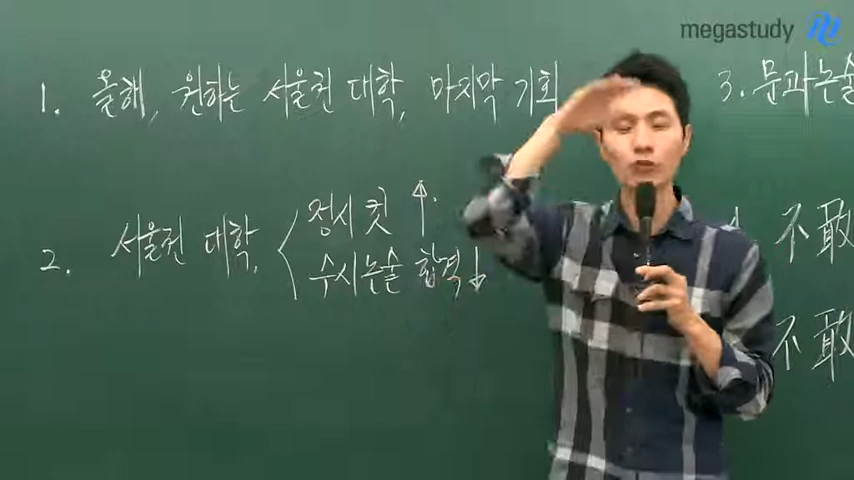 megastudy
1. 올해, 원하는 서울권 대학, 마지막 기회
2. 서울권 대학, 정시 컷 ↑.
수시논술 합격↓
3. 문과논술
不敢
不敢